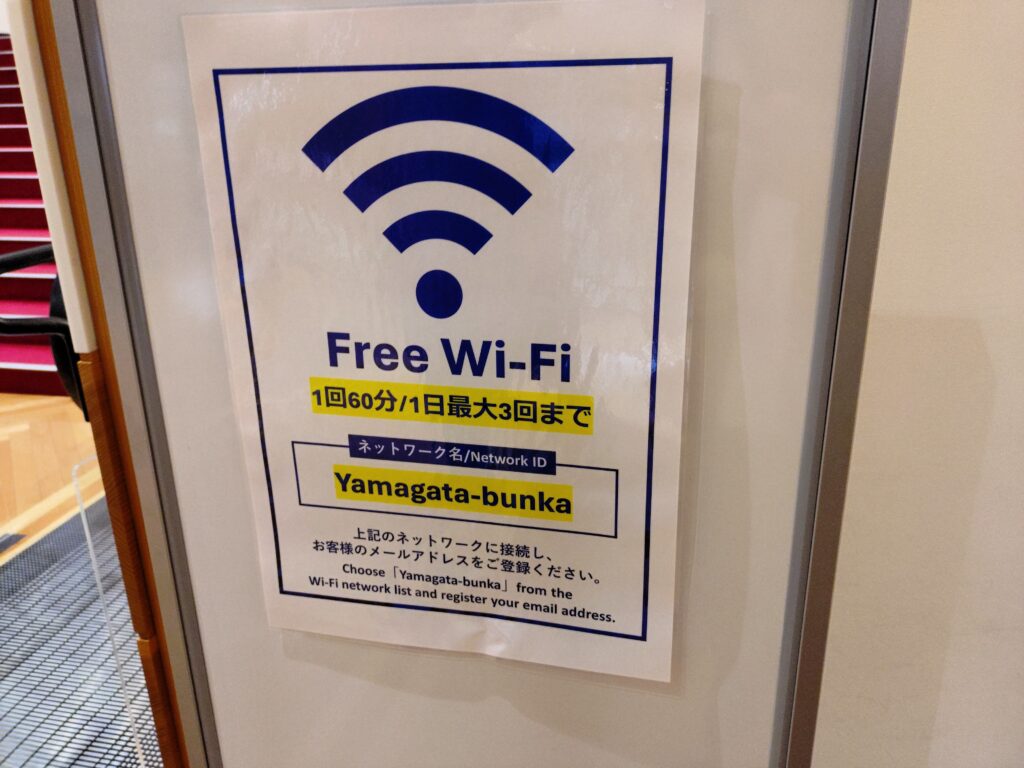 Free Wi-Fi
1回60分/1日最大3回まで
ネットワーク名/Network ID
Yamagata-bunka
上記のネットワークに接続し、
お客様のメールアドレスをご登録ください。
Choose「Yamagata-bunka」from the
Wi-Fi network list and register your email address.